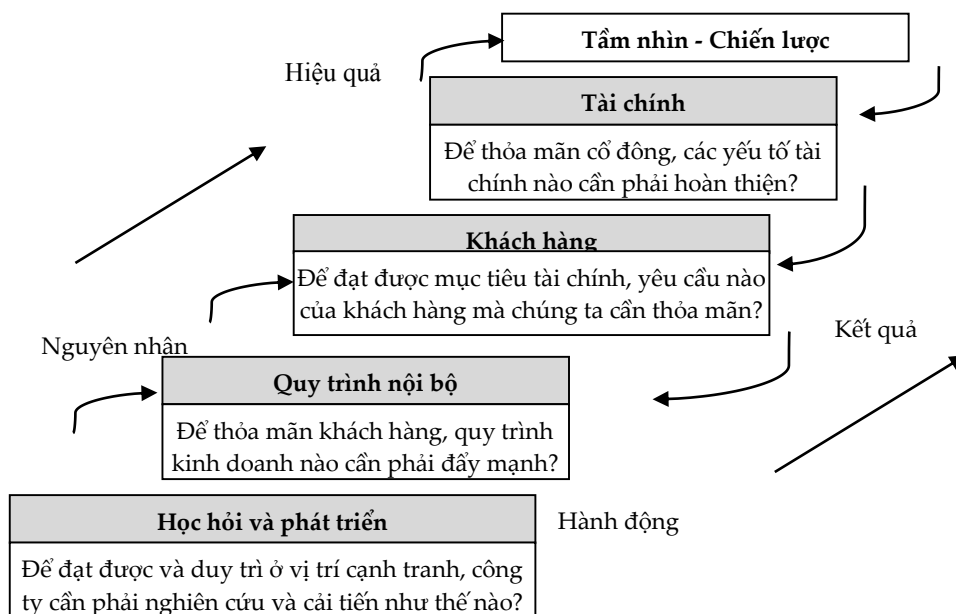 Tầm nhìn - Chiến lược
Hiệu quả
Tài chính
Để thỏa mãn cổ đông, các yếu tố tài
chính nào cần phải hoàn thiện?
Khách hàng
Để đạt được mục tiêu tài chính, yêu cầu nào
của khách hàng mà chúng ta cần thỏa mãn?
Kết quả
Nguyên nhân
Quy trình nội bộ
Để thỏa mãn khách hàng, quy trình
kinh doanh nào cần phải đẩy mạnh?
Học hỏi và phát triển
Hành động
Để đạt được và duy trì ở vị trí cạnh tranh, công
ty cần phải nghiên cứu và cải tiến như thế nào?